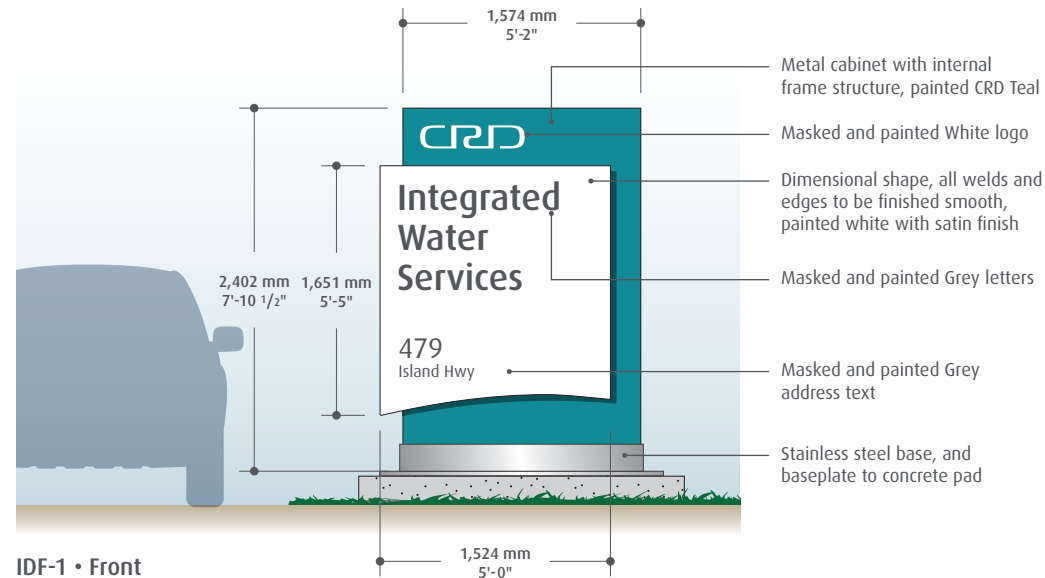 1,574 mm
5'-2"
Metal cabinet with internal
frame structure, painted CRD Teal
CRD
Masked and painted White logo
Dimensional shape, all welds and
edges to be finished smooth,
painted white with satin finish
Integrated
Water
Services
2,402 mm
7'-10 1/2"
1,651 mm
5'-5"
Masked and painted Grey letters
479
Island Hwy
Masked and painted Grey
address text
Stainless steel base, and
baseplate to concrete pad
1,524 mm
5'-0"
IDF-1 • Front